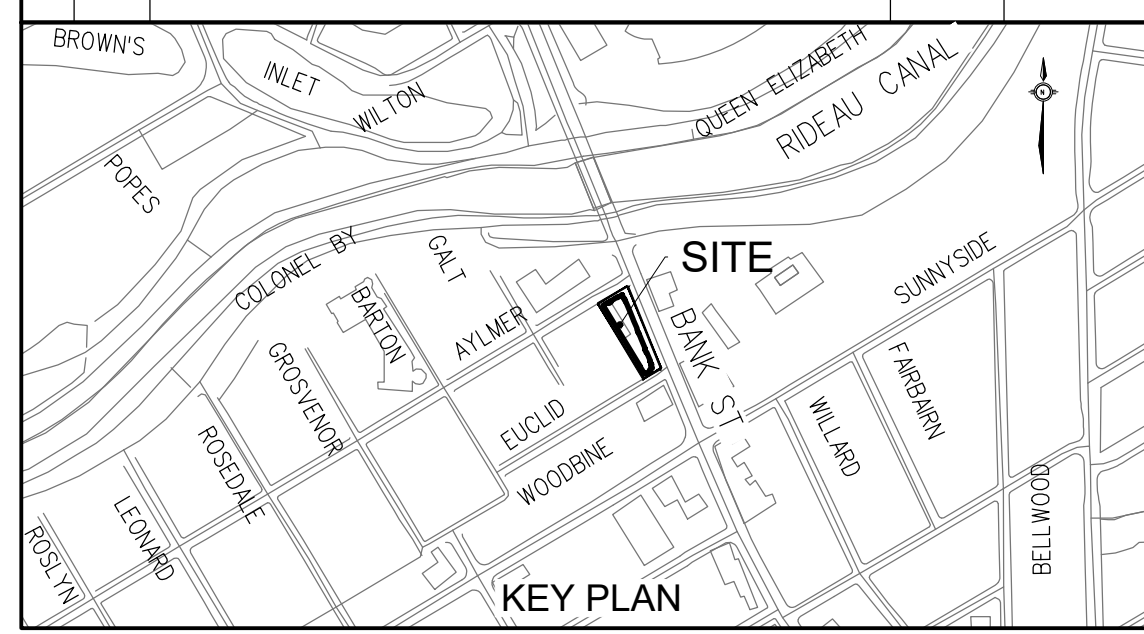 BROWN'S
INLET
WILTON
QUEEN ELIZABETH
RIDEAU CANAL
N
POPES
COLONEL BY
GALT
SITE
SUNNYSIDE
BARTON
AYLMER
BANK ST
GROSVENOR
FAIRBAIRN
EUCLID
WILLARD
ROSEDALE
WOODBINE
LEONARD
BELLWOOD
ROSLYN
KEY PLAN